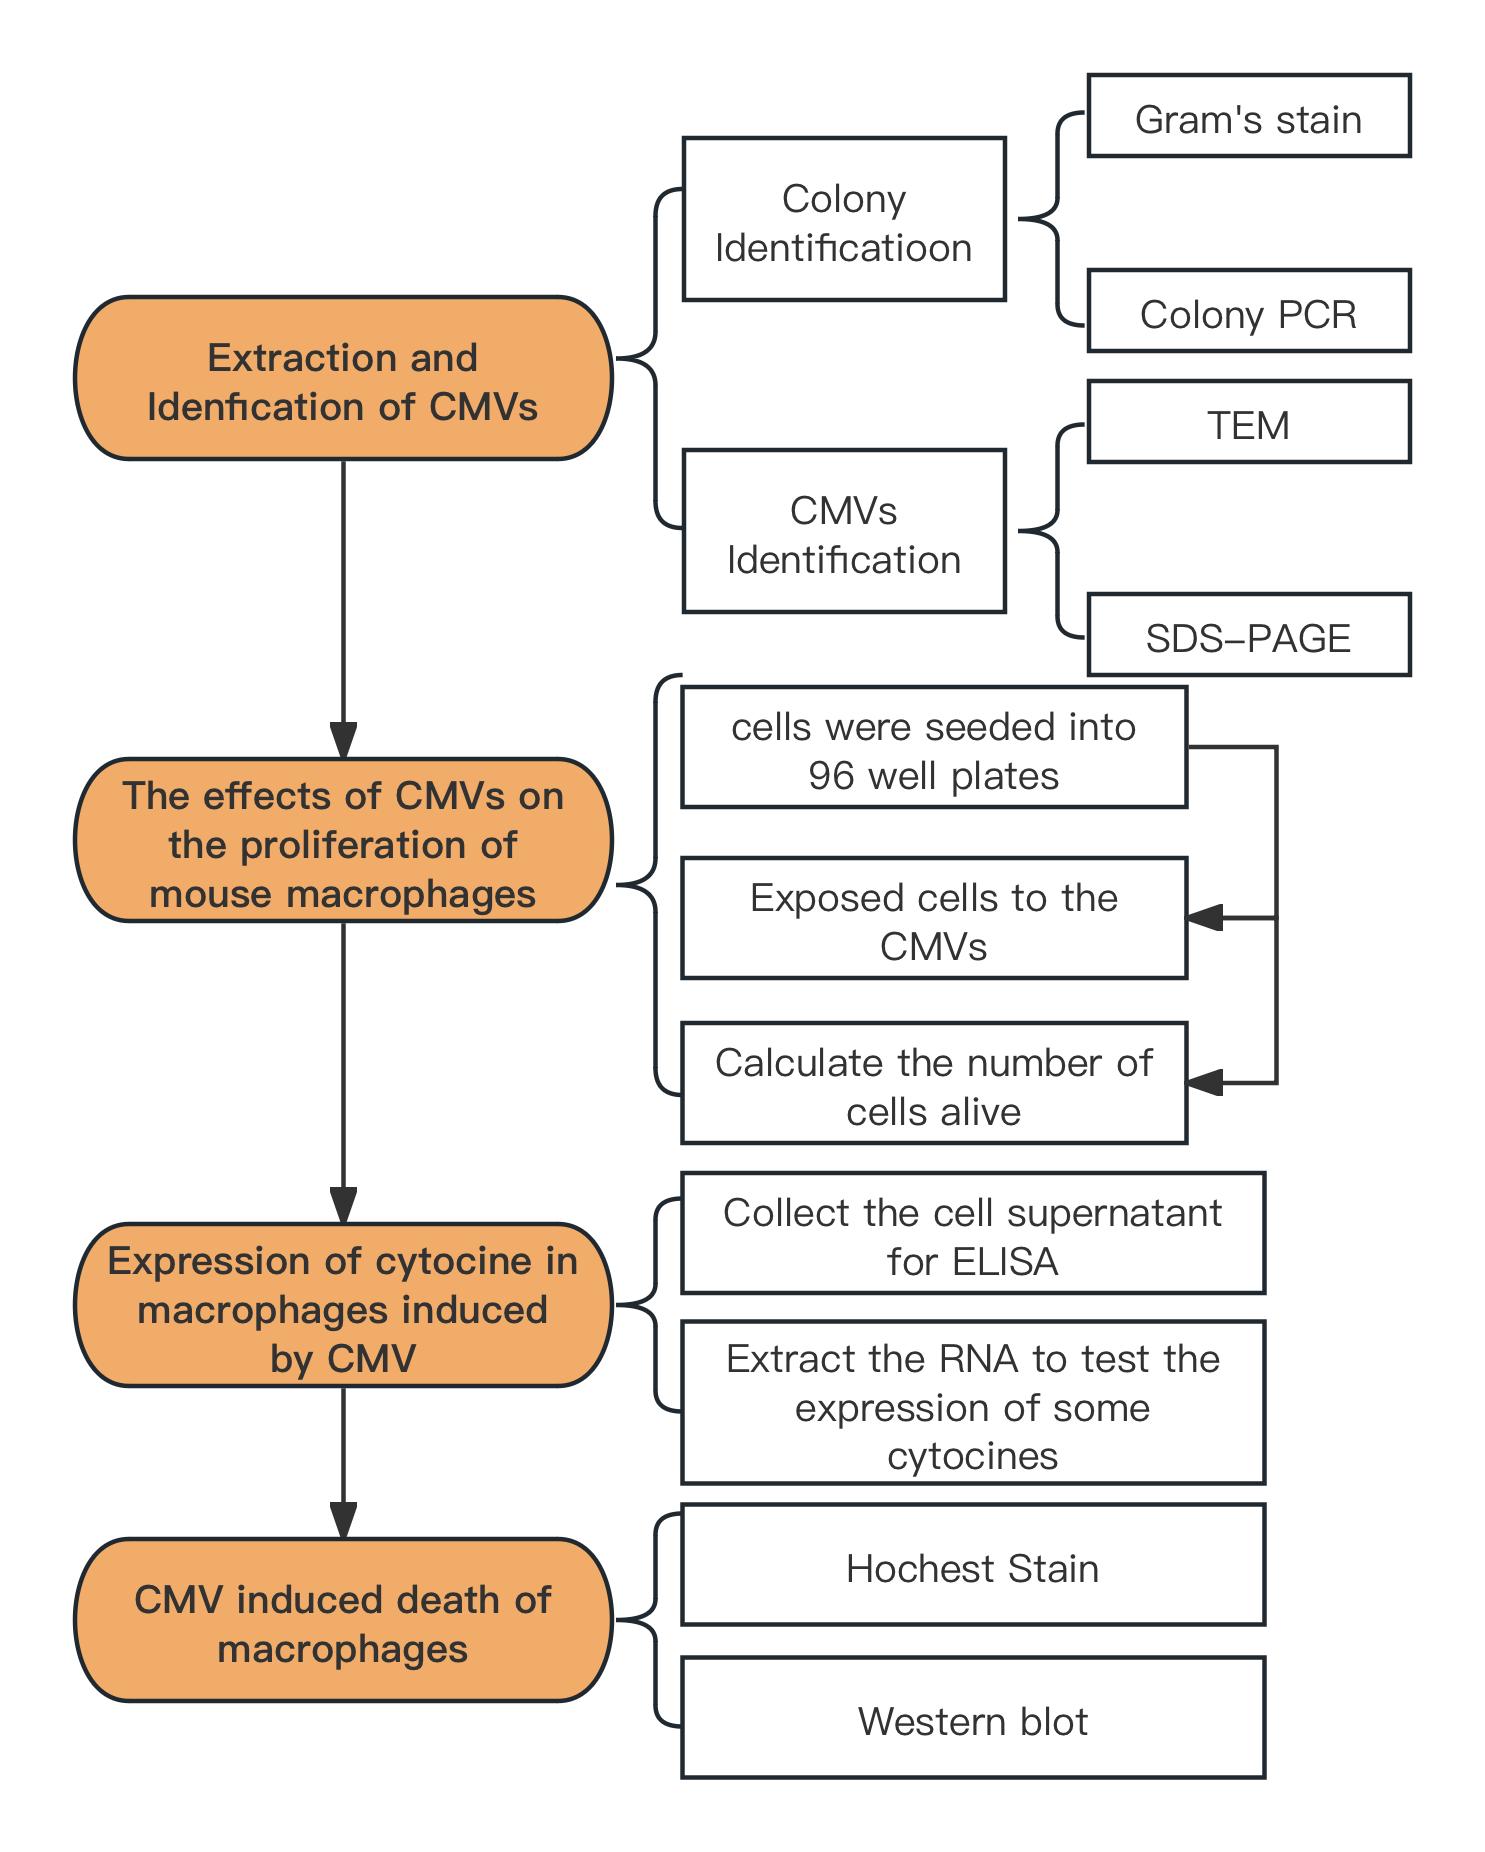 Extraction and
Idenfication of CMVs
Colony
Identificatioon
Gram's stain
Colony PCR
CMVs
Identification
TEM
SDS–PAGE
The effects of CMVs on
the proliferation of
mouse macrophages
cells were seeded into
96 well plates
Exposed cells to the
CMVs
Calculate the number of
cells alive
Expression of cytocine in
macrophages induced
by CMV
Collect the cell supernatant
for ELISA
Extract the RNA to test the
expression of some
cytocines
CMV induced death of
macrophages
Hochest Stain
Western blot